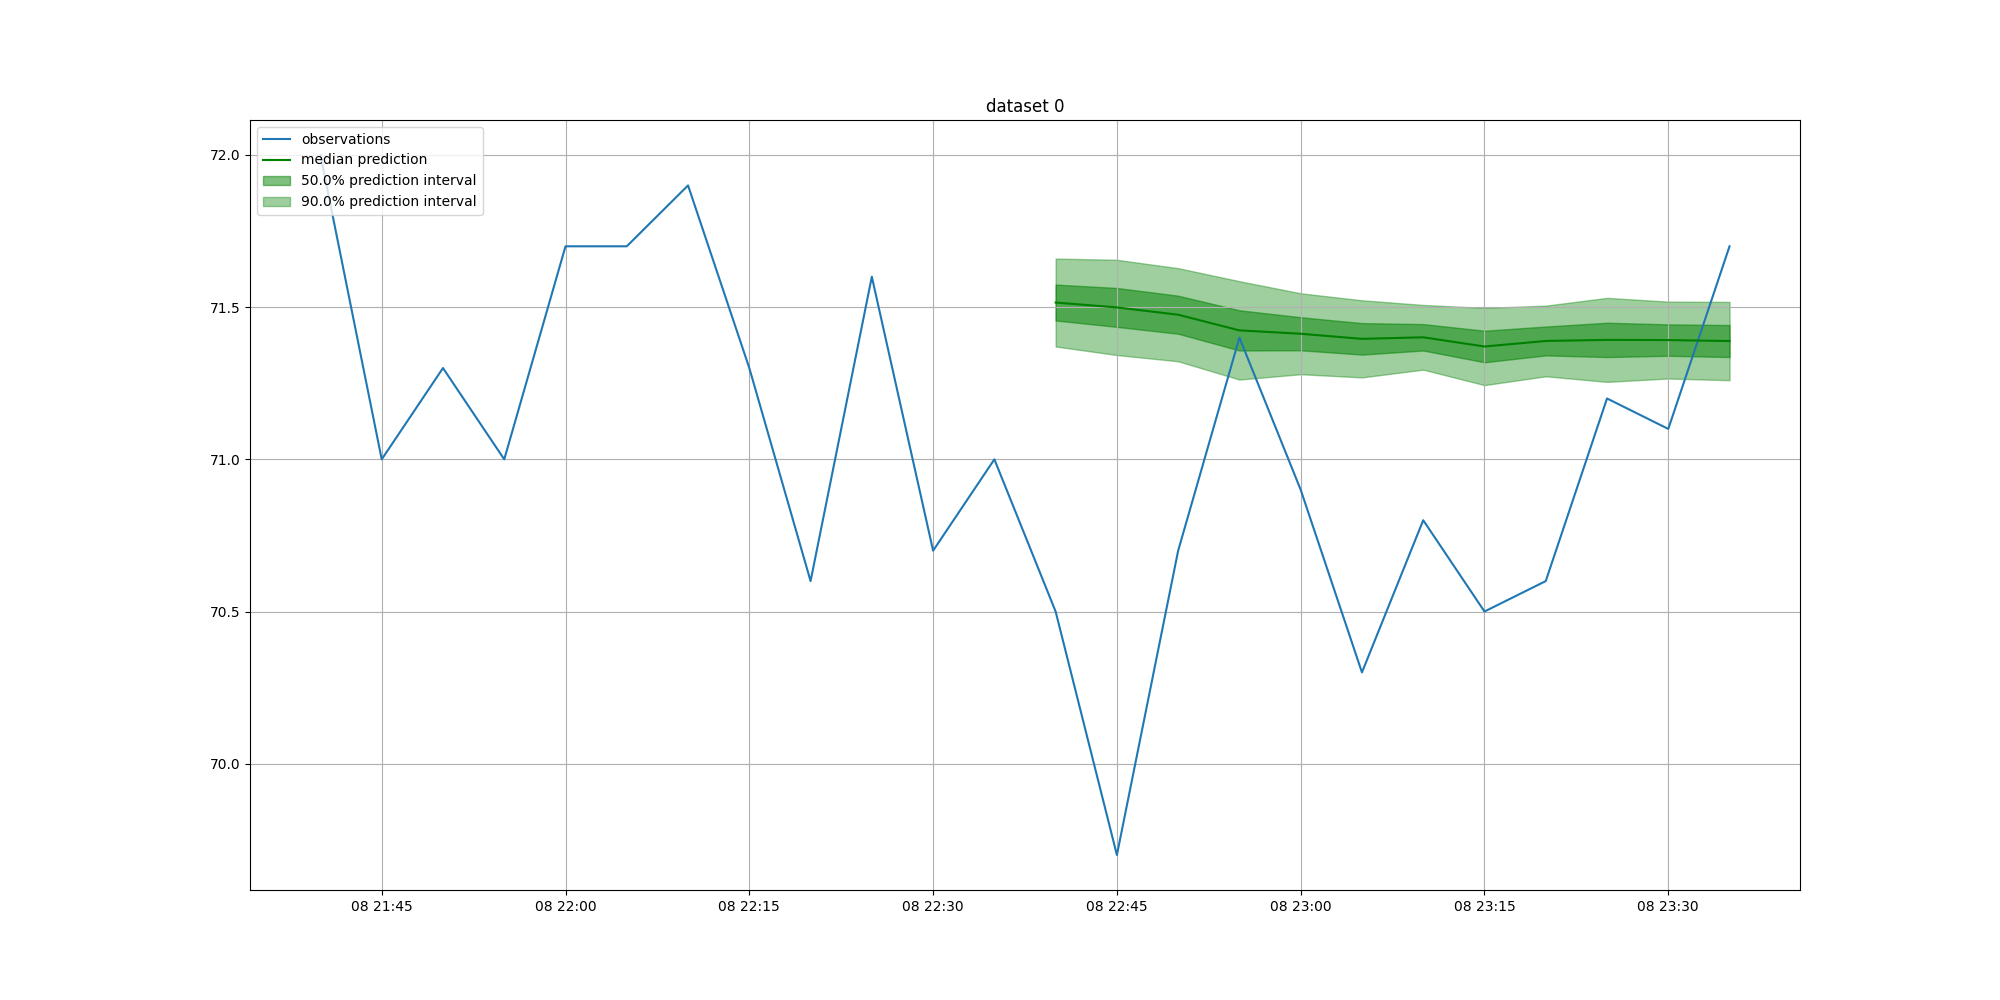 dataset 0
observations
median prediction
50.0% prediction interval
90.0% prediction interval
72.0
71.5
71.0
70.5
70.0
08 21:45
08 22:00
08 22:15
08 22:30
08 22:45
08 23:00
08 23:15
08 23:30